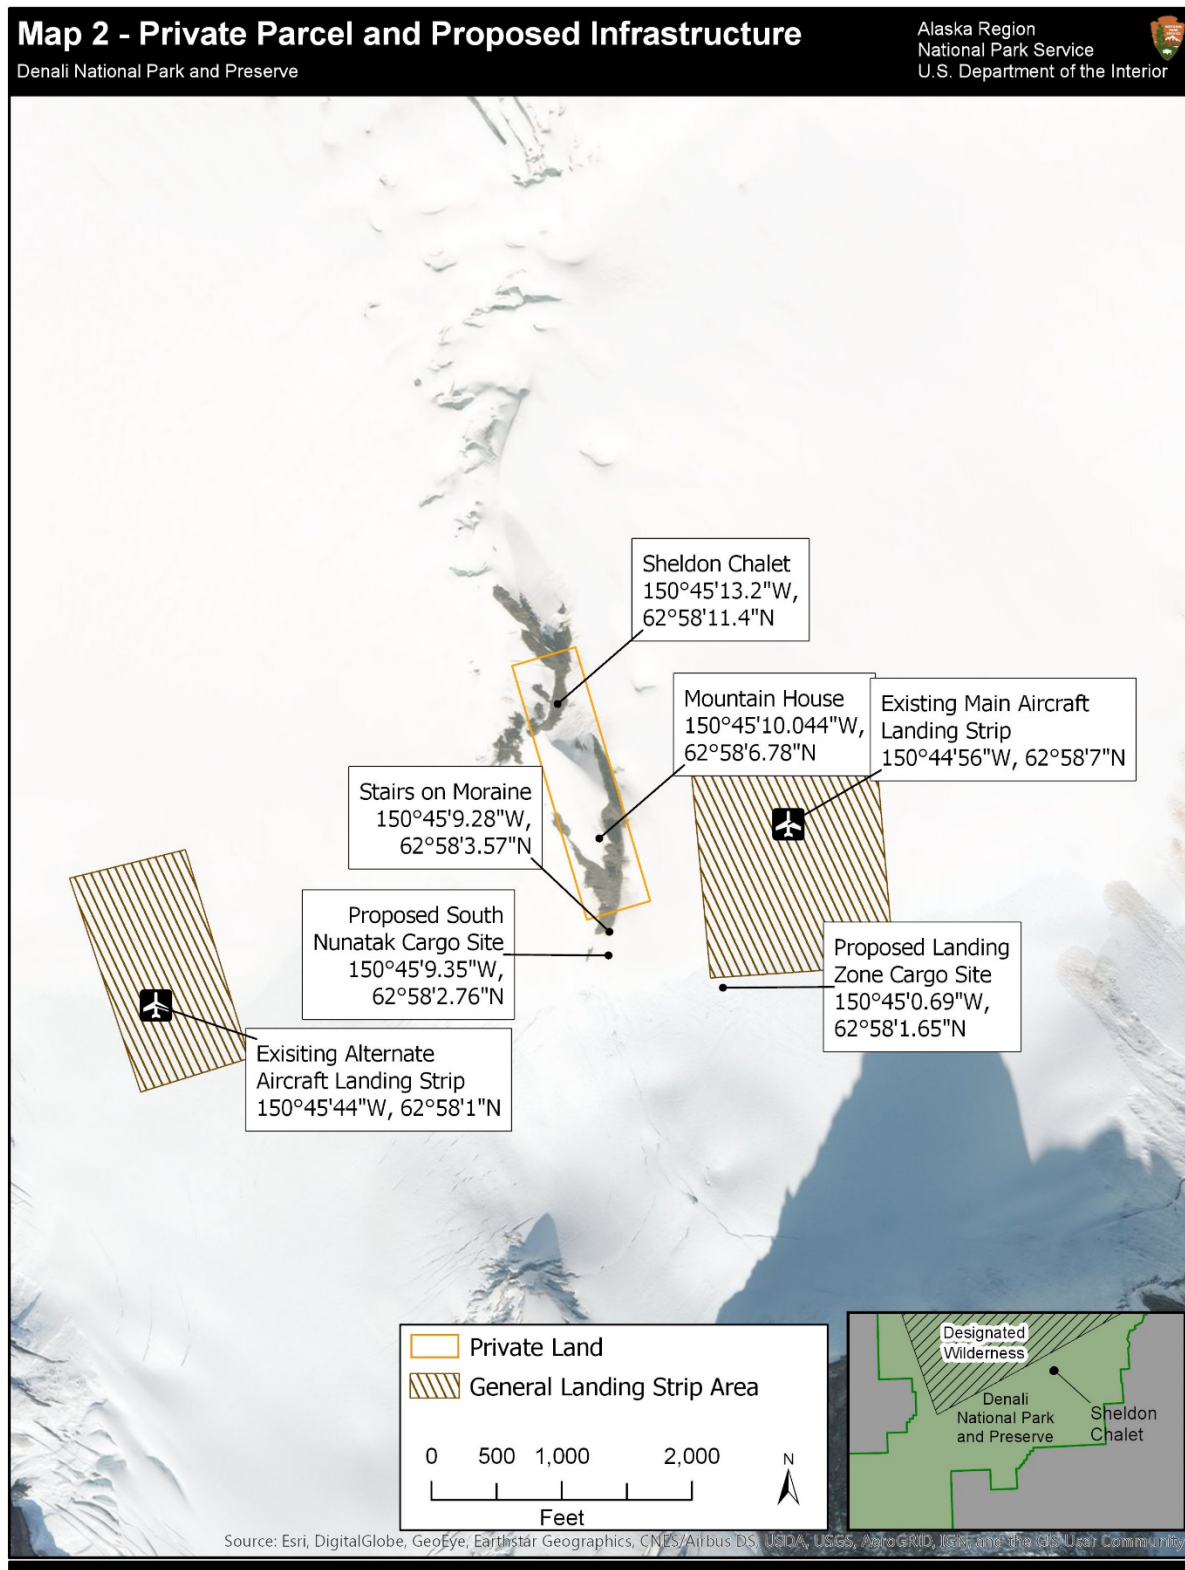 Map 2 - Private Parcel and Proposed Infrastructure
Denali National Park and Preserve
Alaska Region
National Park Service
U.S. Department of the Interior
Sheldon Chalet
150°45'13.2"W,
62°58'11.4"N
Mountain House
150°45'10.044"W,
62°58'6.78"N
Existing Main Aircraft
Landing Strip
150°44'56"W, 62°58'7"N
Stairs on Moraine
150°45'9.28"W,
62°58'3.57"N
Proposed South
Nunatak Cargo Site
150°45'9.35"W,
62°58'2.76"N
Proposed Landing
Zone Cargo Site
150°45'0.69"W,
62°58'1.65"N
Exisiting Alternate
Aircraft Landing Strip
150°45'44"W, 62°58'1"N
Private Land
General Landing Strip Area
0 500 1,000 2,000
Feet
N
Designated
Wilderness
Denali
National Park
and Preserve
Sheldon
Chalet
Source: Esri, DigitalGlobe, GeoEye, Earthstar Geographics, CNES/Airbus DS, USDA, USGS, AeroGRID, IGN, and the GIS User Community